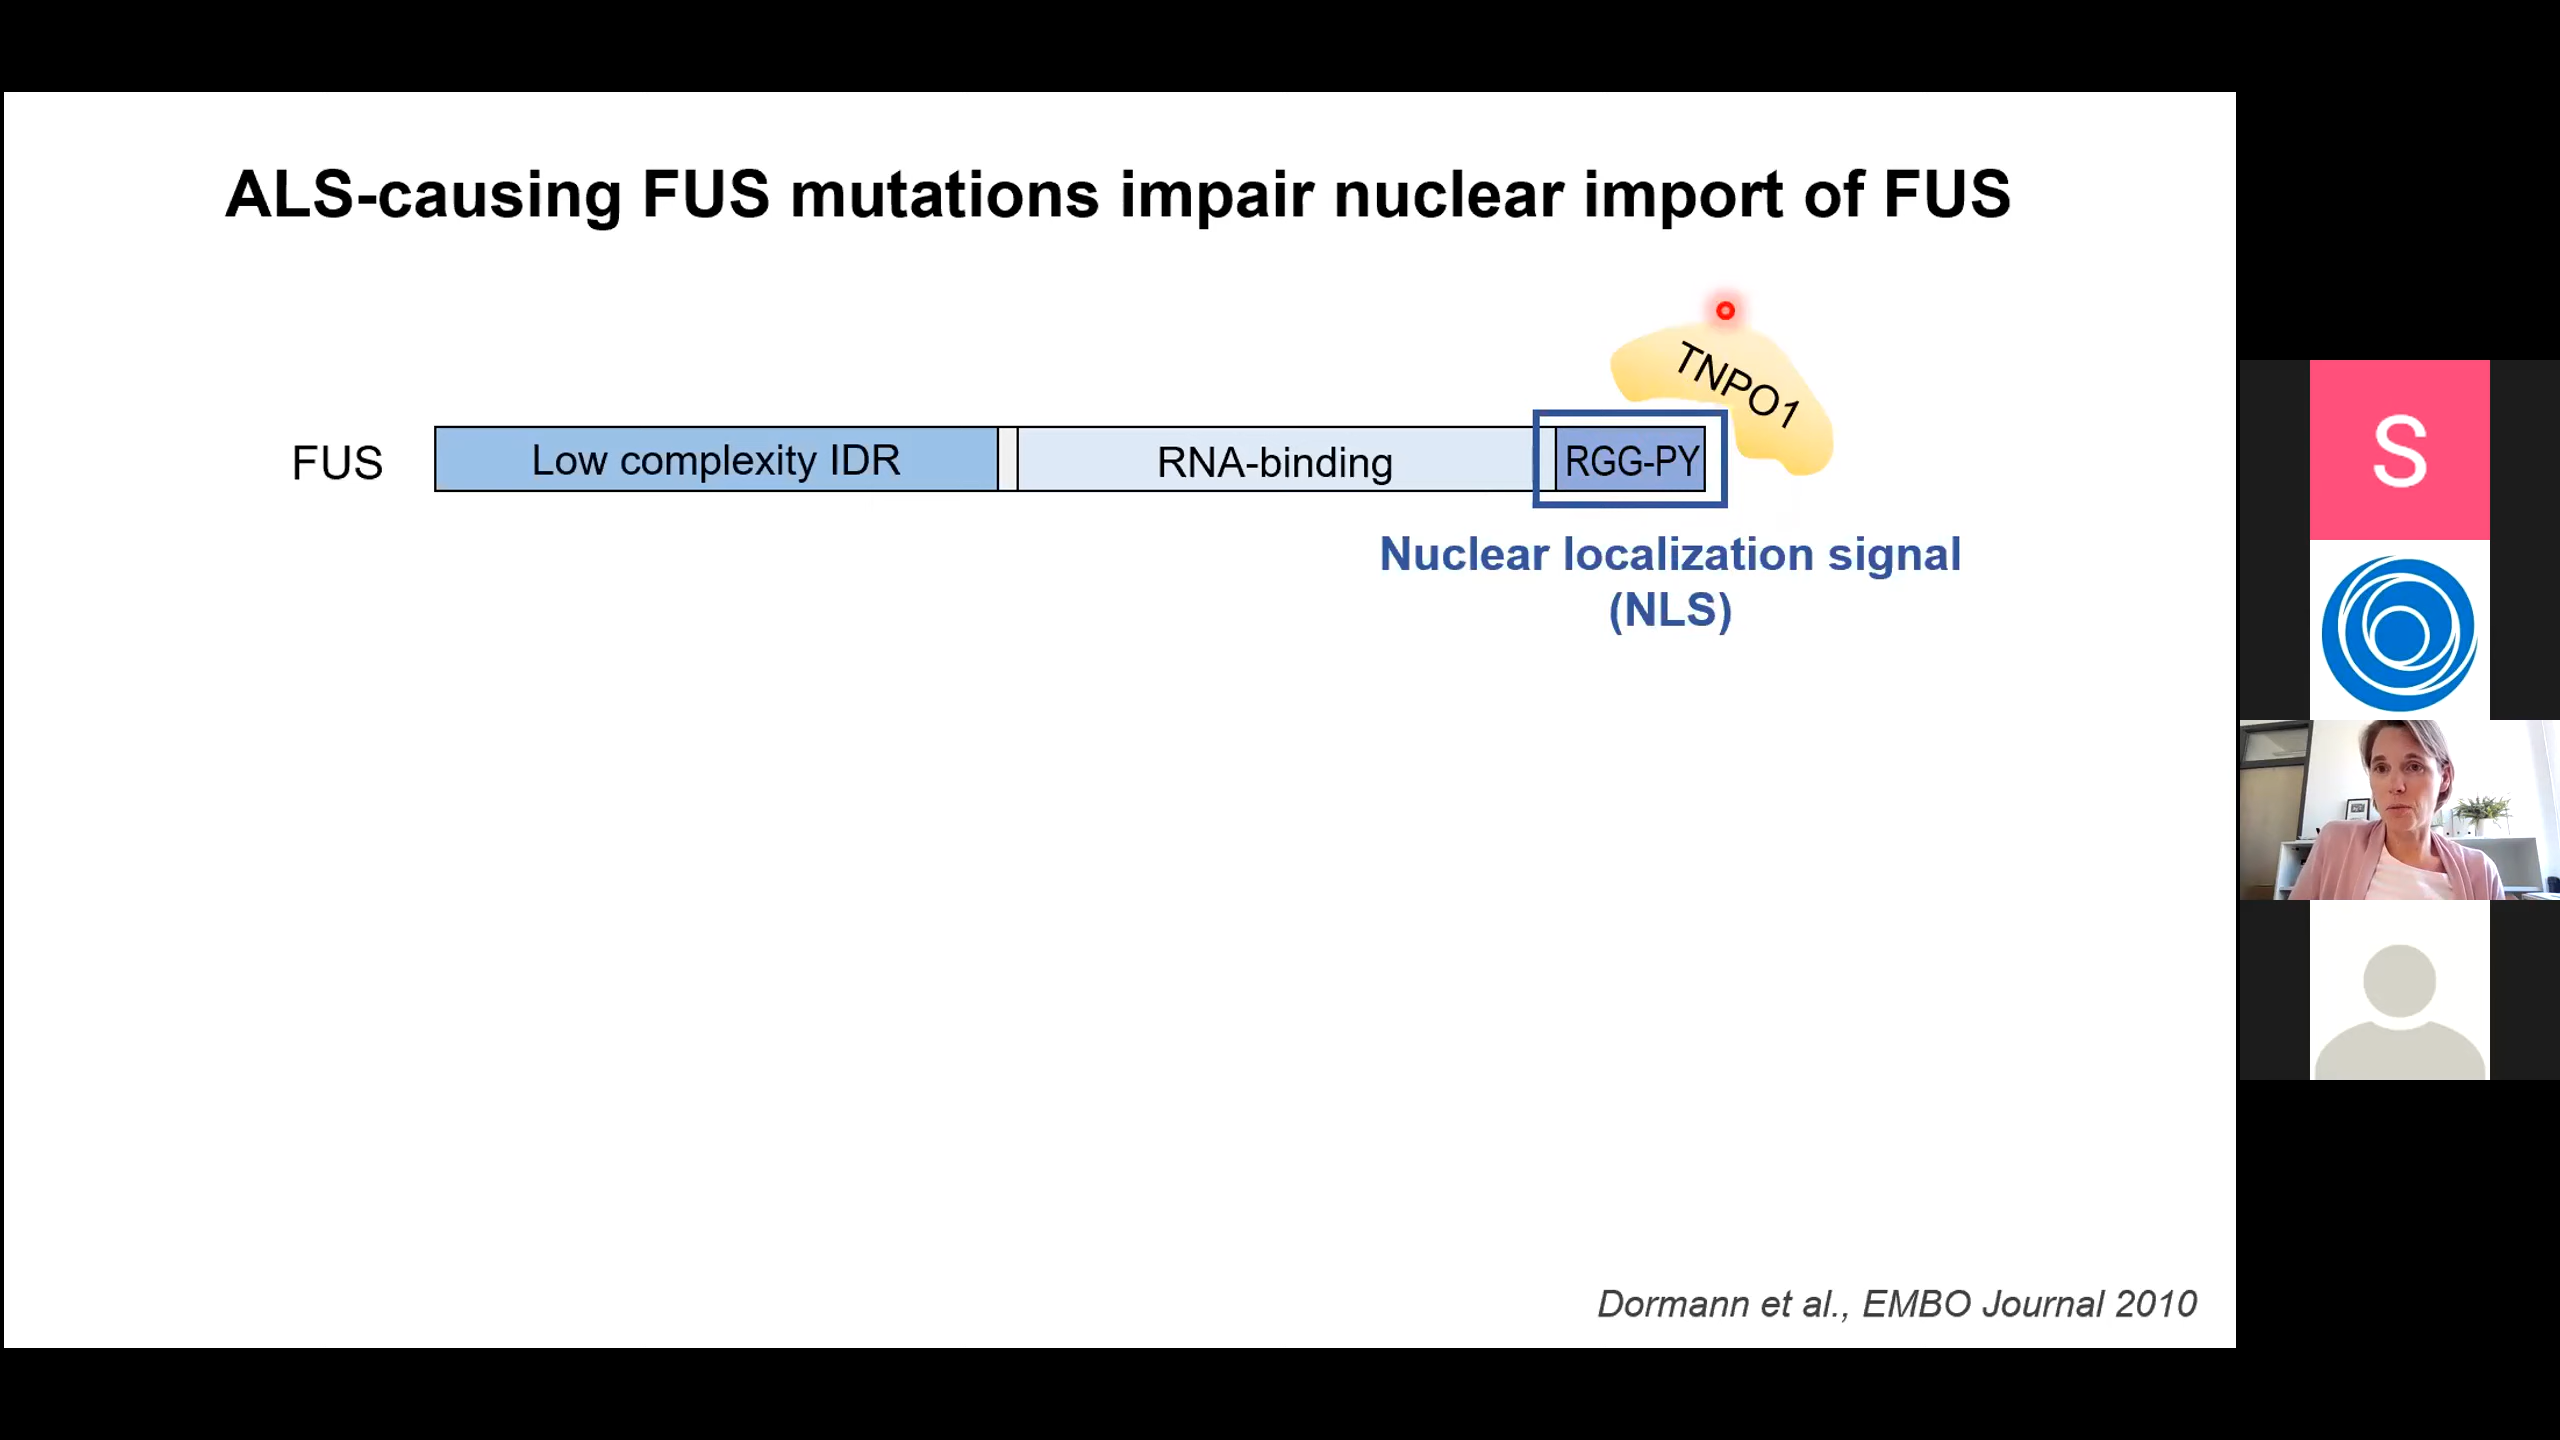 ALS-causing FUS mutations impair nuclear import of FUS
TNPO1
FUS
Low complexity IDR
RNA-binding
RGG-PY
Nuclear localization signal
(NLS)
Dormann et al., EMBO Journal 2010
S